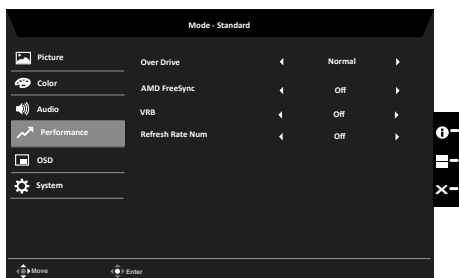 Mode - Standard
Picture
Over Drive Normal
Color
AMD FreeSync Off
Audio
VRB Off
Performance
Refresh Rate Num Off
OSD
System
Move Enter